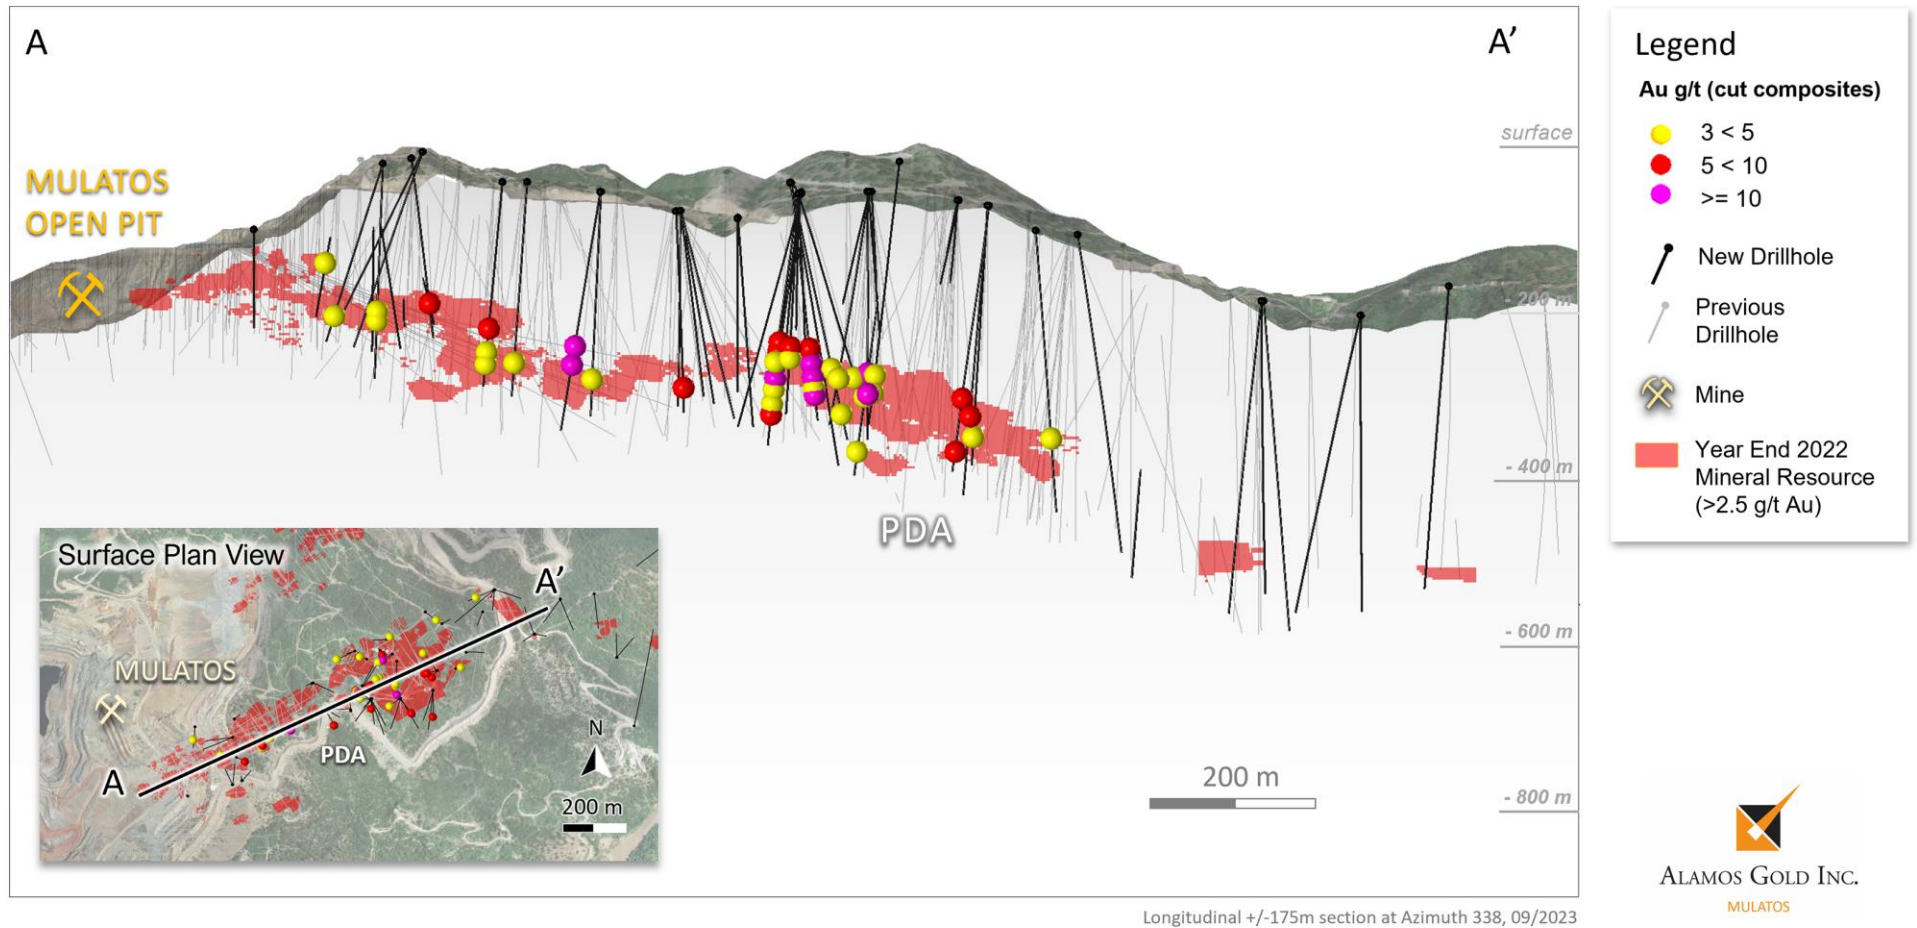 A
A'
MULATOS
OPEN PIT
surface
- 200 m
- 400 m
PDA
- 600 m
- 800 m
200 m
Surface Plan View
A'
MULATOS
A
PDA
N
200 m
Longitudinal +/-175m section at Azimuth 338, 09/2023
Legend
Au g/t (cut composites)
3 < 5
5 < 10
>= 10
New Drillhole
Previous
Drillhole
Mine
Year End 2022
Mineral Resource
(>2.5 g/t Au)
ALAMOS GOLD INC.
MULATOS